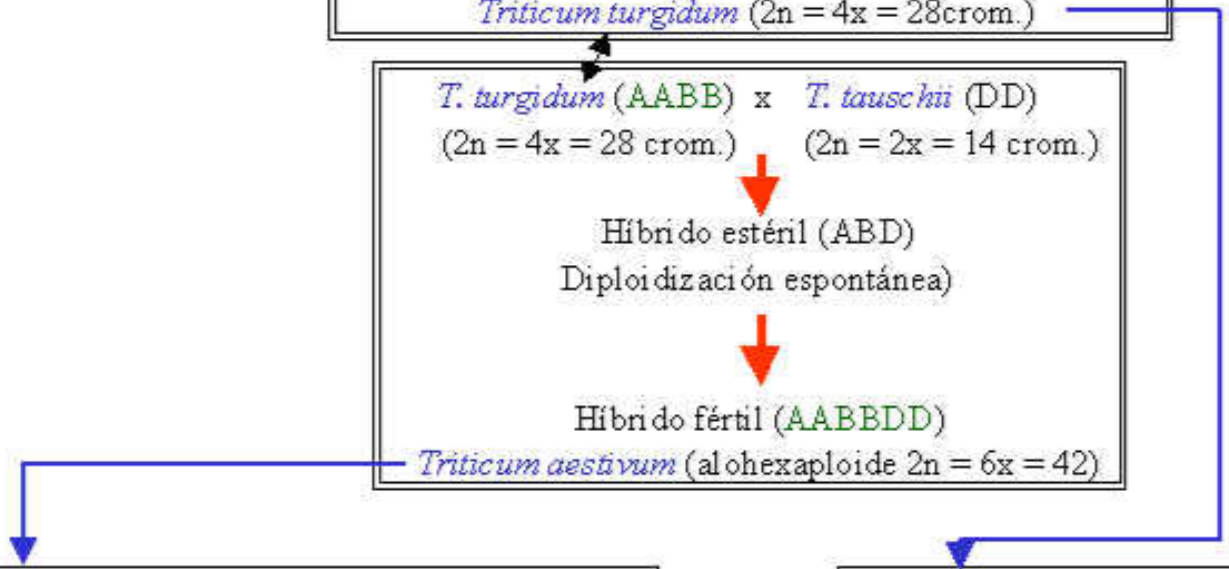 Triticum turgidum (2n = 4x = 28crom.)
T. turgidum (AABB) x T. tauschii (DD)
(2n = 4x = 28 crom.) (2n = 2x = 14 crom.)
Híbrido estéril (ABD)
Diploidización espontánea)
Híbrido fértil (AABBDD)
Triticum aestivum (alohexaploide 2n = 6x = 42)